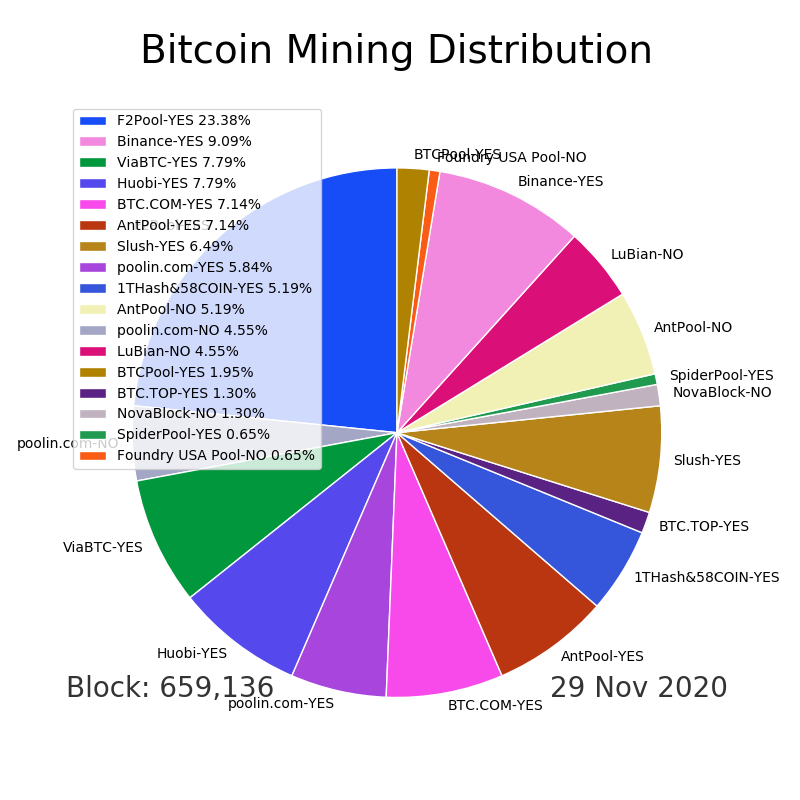 Bitcoin Mining Distribution
F2Pool-YES 23.38%
Binance-YES 9.09%
ViaBTC-YES 7.79%
Huobi-YES 7.79%
BTC.COM-YES 7.14%
AntPool-YES 7.14%
Slush-YES 6.49%
poolin.com-YES 5.84%
1THash&58COIN-YES 5.19%
AntPool-NO 5.19%
poolin.com-NO 4.55%
LuBian-NO 4.55%
BTCPool-YES 1.95%
BTC.TOP-YES 1.30%
NovaBlock-NO 1.30%
SpiderPool-YES 0.65%
Foundry USA Pool-NO 0.65%
BTCPool-YES
Foundry USA Pool-NO
Binance-YES
LuBian-NO
AntPool-NO
SpiderPool-YES
NovaBlock-NO
Slush-YES
BTC.TOP-YES
1THash&58COIN-YES
AntPool-YES
BTC.COM-YES
poolin.com-YES
Huobi-YES
ViaBTC-YES
poolin.com-NO
Block: 659,136
29 Nov 2020